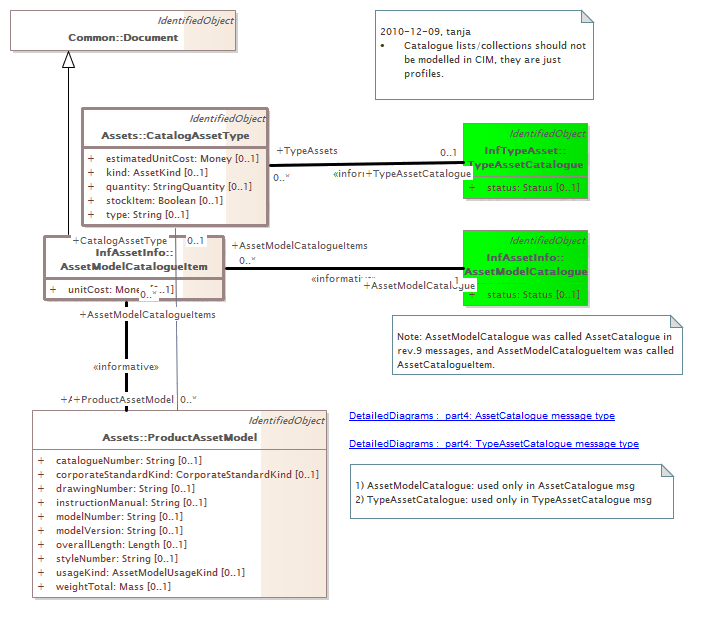 IdentifiedObject
Common::Document
2010-12-09, tanja
• Catalogue lists/collections should not
be modelled in CIM, they are just
profiles.
IdentifiedObject
Assets::CatalogAssetType
+ estimatedUnitCost: Money [0..1]
+ kind: AssetKind [0..1]
+ quantity: StringQuantity [0..1]
+ stockItem: Boolean [0..1]
+ type: String [0..1]
+TypeAssets
0..1
0..*
+TypeAssetCatalogue
IdentifiedObject
InfTypeAsset::
TypeAssetCatalogue
+ status: Status [0..1]
+CatalogAssetType
0..1
InfAssetInfo::
AssetModelCatalogueItem
+ unitCost: Money [0..1]
0..*
+AssetModelCatalogueItems
0..*
«informative»
1
+AssetModelCatalogue
IdentifiedObject
InfAssetInfo::
AssetModelCatalogue
+ status: Status [0..1]
+AssetModelCatalogueItems
«informative»
+ProductAssetModel
0..*
Note: AssetModelCatalogue was called AssetCatalogue in
rev.9 messages, and AssetModelCatalogueItem was called
AssetCatalogueItem.
IdentifiedObject
Assets::ProductAssetModel
+ catalogueNumber: String [0..1]
+ corporateStandardKind: CorporateStandardKind [0..1]
+ drawingNumber: String [0..1]
+ instructionManual: String [0..1]
+ modelNumber: String [0..1]
+ modelVersion: String [0..1]
+ overallLength: Length [0..1]
+ styleNumber: String [0..1]
+ usageKind: AssetModelUsageKind [0..1]
+ weightTotal: Mass [0..1]
DetailedDiagrams : part4: AssetCatalogue message type
DetailedDiagrams : part4: TypeAssetCatalogue message type
1) AssetModelCatalogue: used only in AssetCatalogue msg
2) TypeAssetCatalogue: used only in TypeAssetCatalogue msg